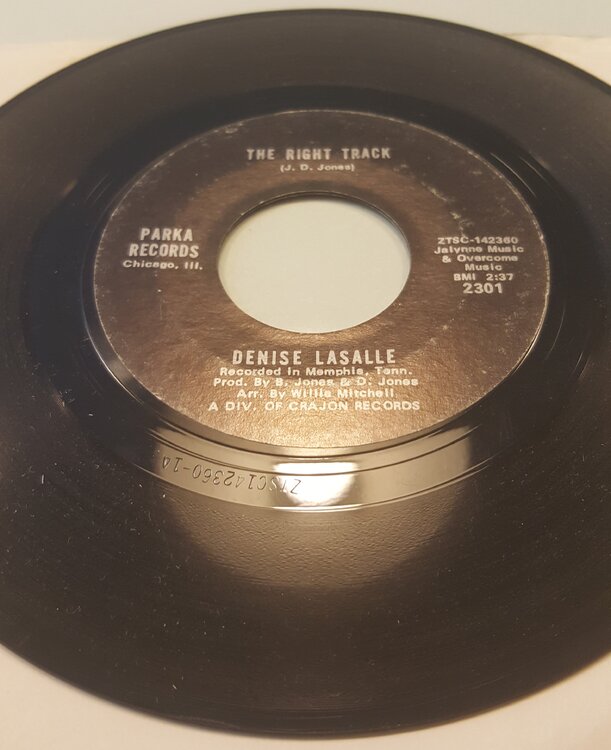 THE RIGHT TRACK
(J. D. Jones)
PARKA
RECORDS
Chicago, Ill.
ZTSC-142360
Jalynne Music
& Overcome
Music
BMI 2:37
2301
DENISE LASALLE
Recorded in Memphis, Tenn.
Prod. By B. Jones & D. Jones
Arr. By Willie Mitchell
A DIV. OF CRAJON RECORDS
ZTSC142360-1A